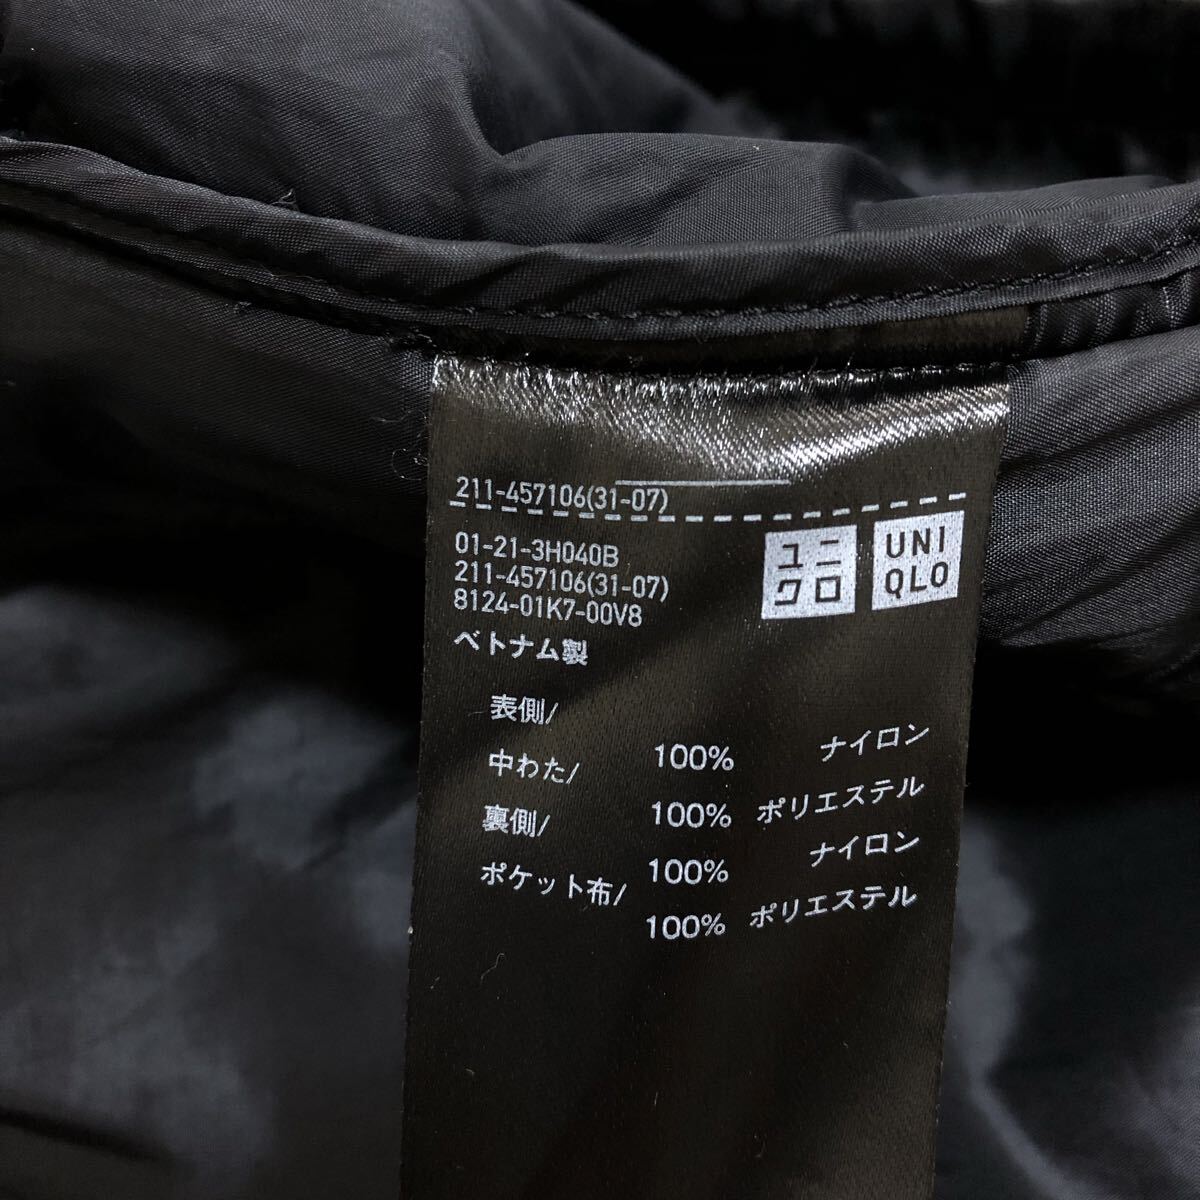 211-457106(31-07)
01-21-3H040B
211-457106(31-07)
8124-01K7-00V8
ベトナム製
ユニ
クロ
UNI
QLO
表側/
100% ナイロン
中わた/
100% ポリエステル
裏側/
100% ナイロン
ポケット布/
100% ポリエステル